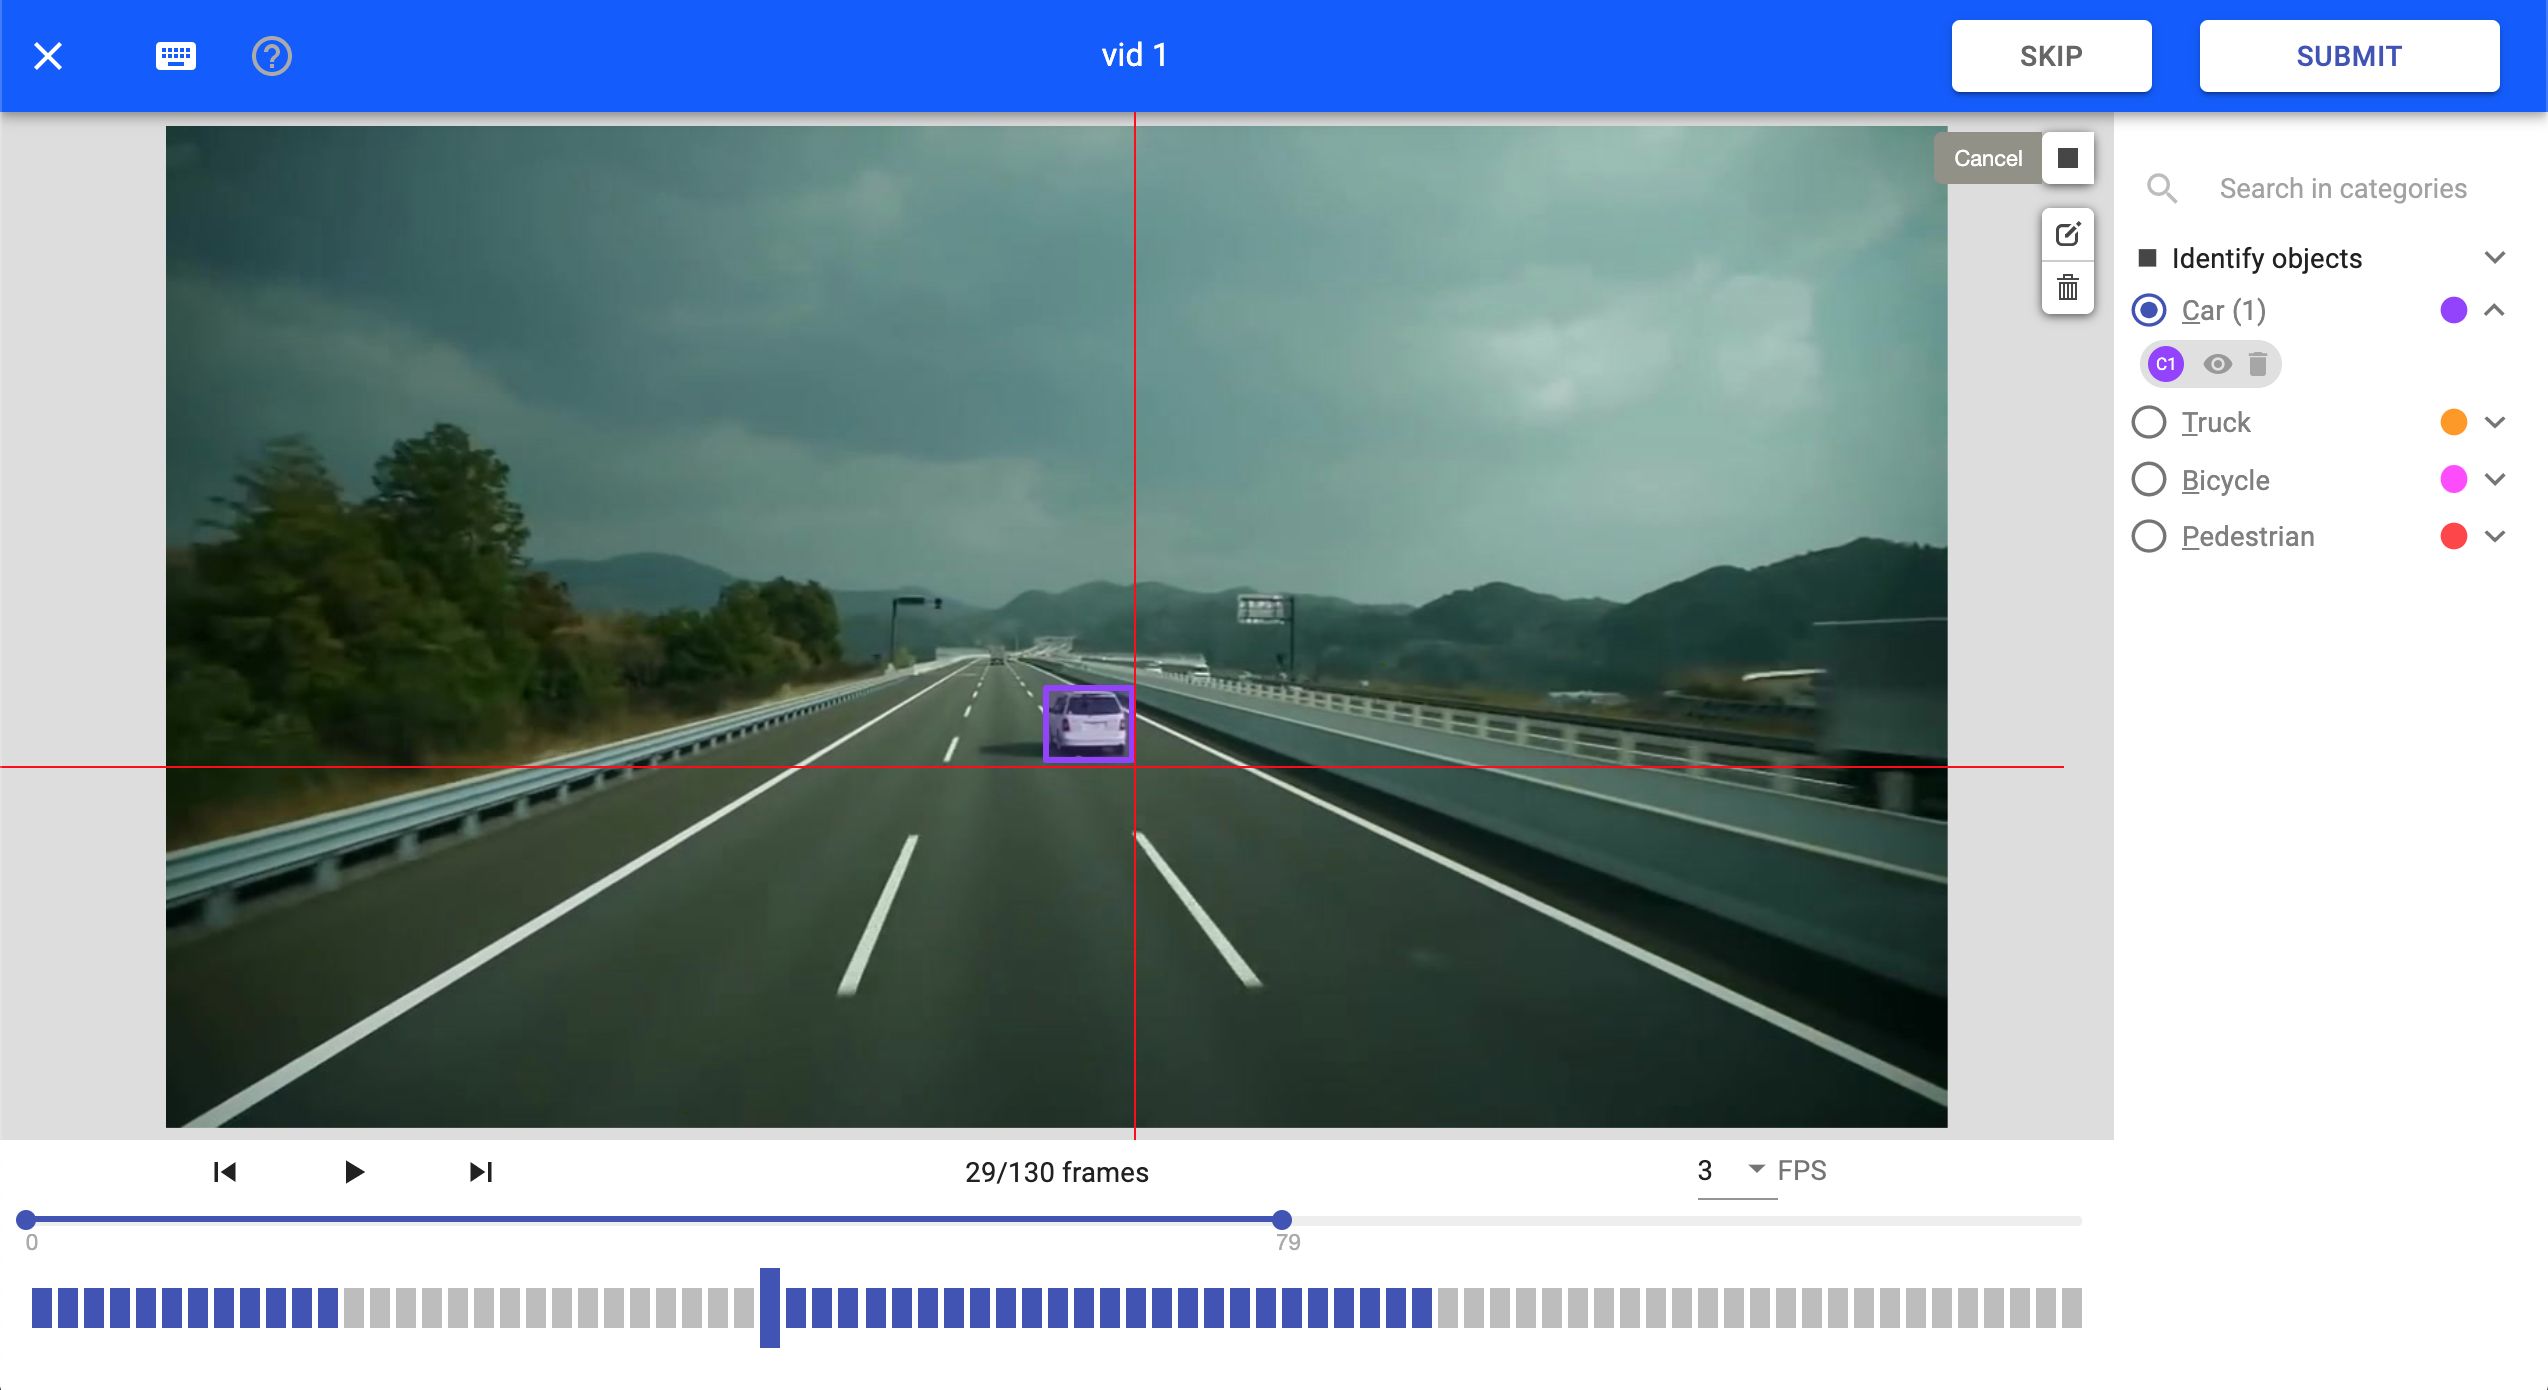 vid 1
SKIP
SUBMIT
Cancel
Search in categories
Identify objects
Car (1)
C1
Truck
Bicycle
Pedestrian
29/130 frames
3 FPS
0
79